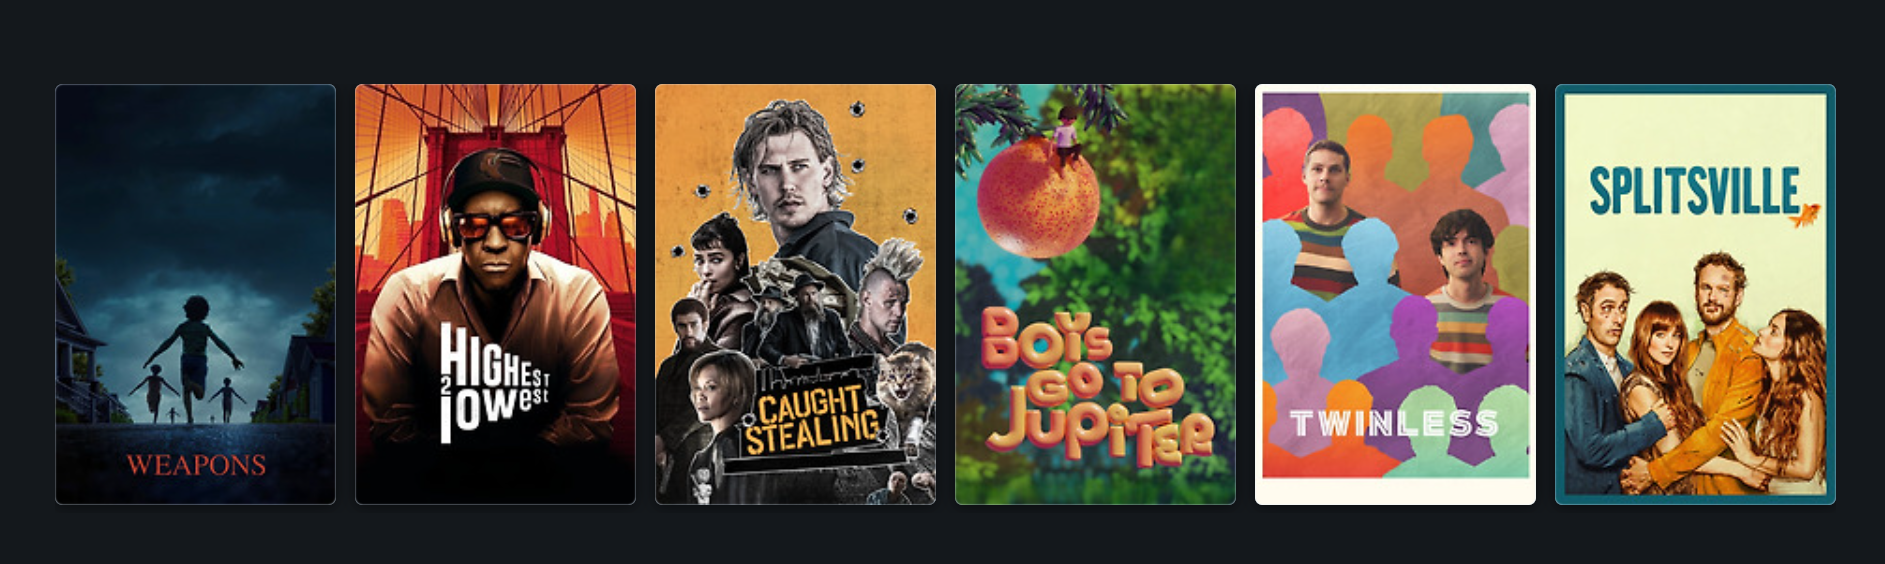 WEAPONS
HIGHEST
2
lOWest
CAUGHT
STEALING
BOYS
GO TO
JUPiTER
TWINLESS
SPLITSVILLE